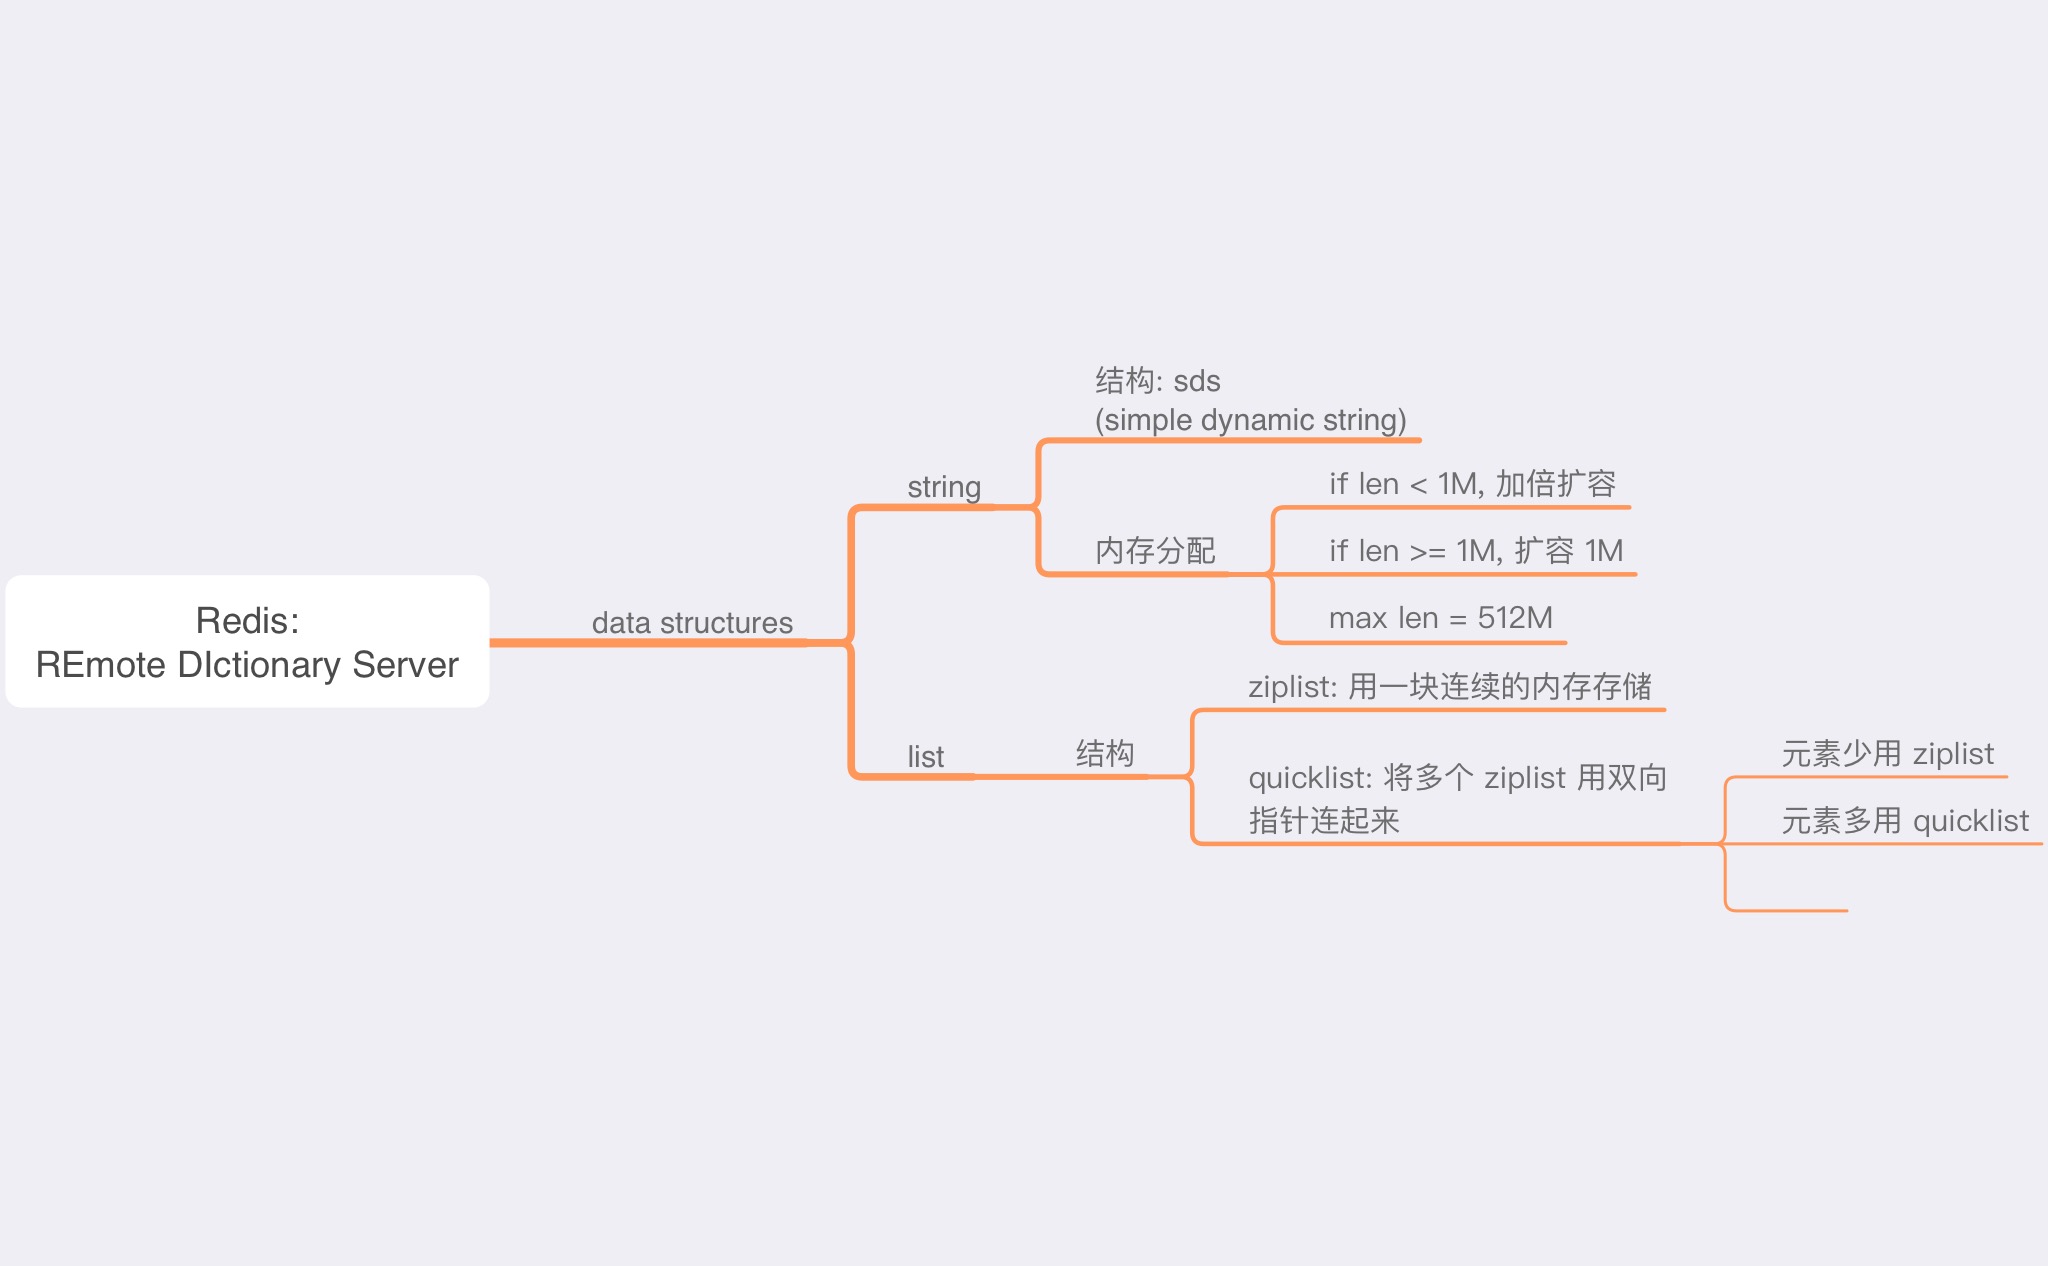 Redis:
REmote DIctionary Server
data structures
string
结构: sds
(simple dynamic string)
内存分配
if len < 1M, 加倍扩容
if len >= 1M, 扩容 1M
max len = 512M
list
结构
ziplist: 用一块连续的内存存储
quicklist: 将多个 ziplist 用双向
指针连起来
元素少用 ziplist
元素多用 quicklist